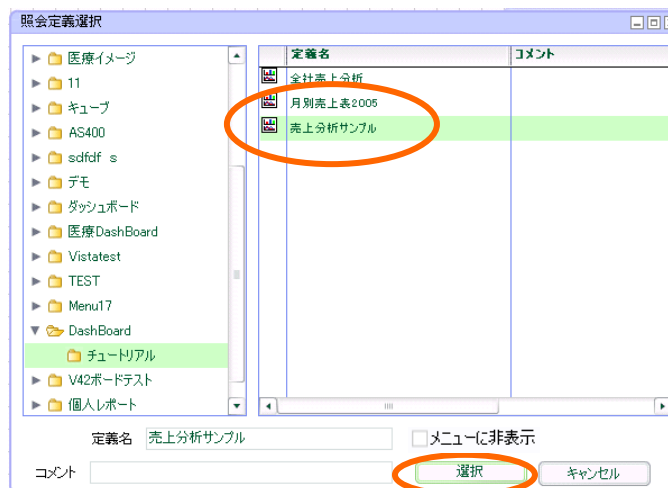 照会定義選択
医療イメージ
11
キューブ
AS400
sdfdf s
デモ
ダッシュボード
医療DashBoard
Vistatest
TEST
Menu17
DashBoard
チュートリアル
V42ボードテスト
個人レポート
定義名 コメント
全社売上分析
月別売上表2005
売上分析サンプル
定義名 売上分析サンプル メニューに非表示
コメント 選択 キャンセル